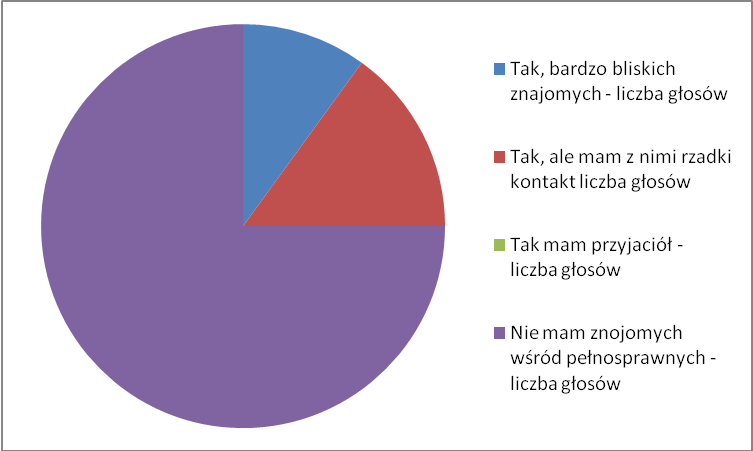 Tak, bardzo bliskich
znajomych - liczba głosów
Tak, ale mam z nimi rzadki
kontakt liczba głosów
Tak mam przyjaciół -
liczba głosów
Nie mam znojomych
wśród pełnosprawnych -
liczba głosów